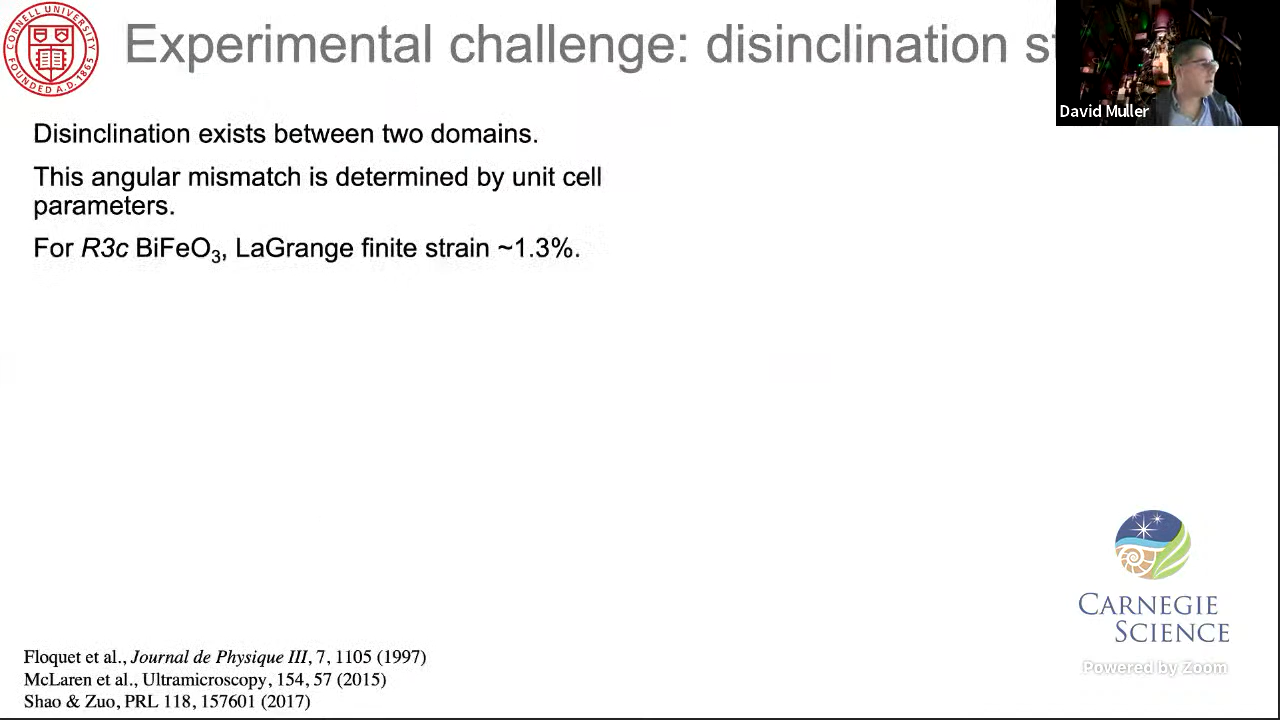 CORNELL UNIVERSITY
FOUNDED A.D. 1865
Experimental challenge: disinclination
David Muller
Disinclination exists between two domains.
This angular mismatch is determined by unit cell
parameters.
For R3c BiFeO3, LaGrange finite strain ~1.3%.
CARNEGIE
SCIENCE
Powered by Zoom
Floquet et al., Journal de Physique III, 7, 1105 (1997)
McLaren et al., Ultramicroscopy, 154, 57 (2015)
Shao & Zuo, PRL 118, 157601 (2017)